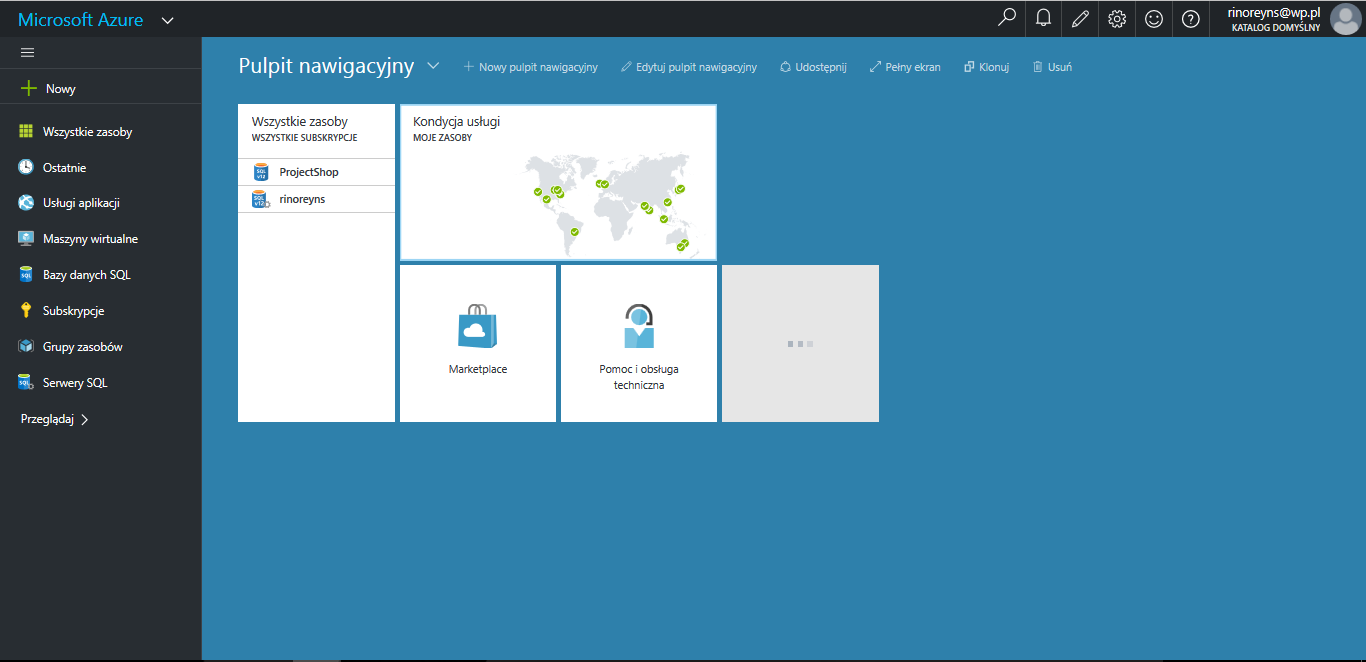 Microsoft Azure
rinoreyns@wp.pl
KATALOG DOMYŚLNY
Nowy
Wszystkie zasoby
Ostatnie
Usługi aplikacji
Maszyny wirtualne
Bazy danych SQL
Subskrypcje
Grupy zasobów
Serwery SQL
Przeglądaj
Pulpit nawigacyjny
Nowy pulpit nawigacyjny
Edytuj pulpit nawigacyjny
Udostępnij
Pełny ekran
Klonuj
Usuń
Wszystkie zasoby
WSZYSTKIE SUBSKRYPCJE
SQL V12 ProjectShop
SQL V12 rinoreyns
Kondycja usługi
MOJE ZASOBY
Marketplace
Pomoc i obsługa
techniczna